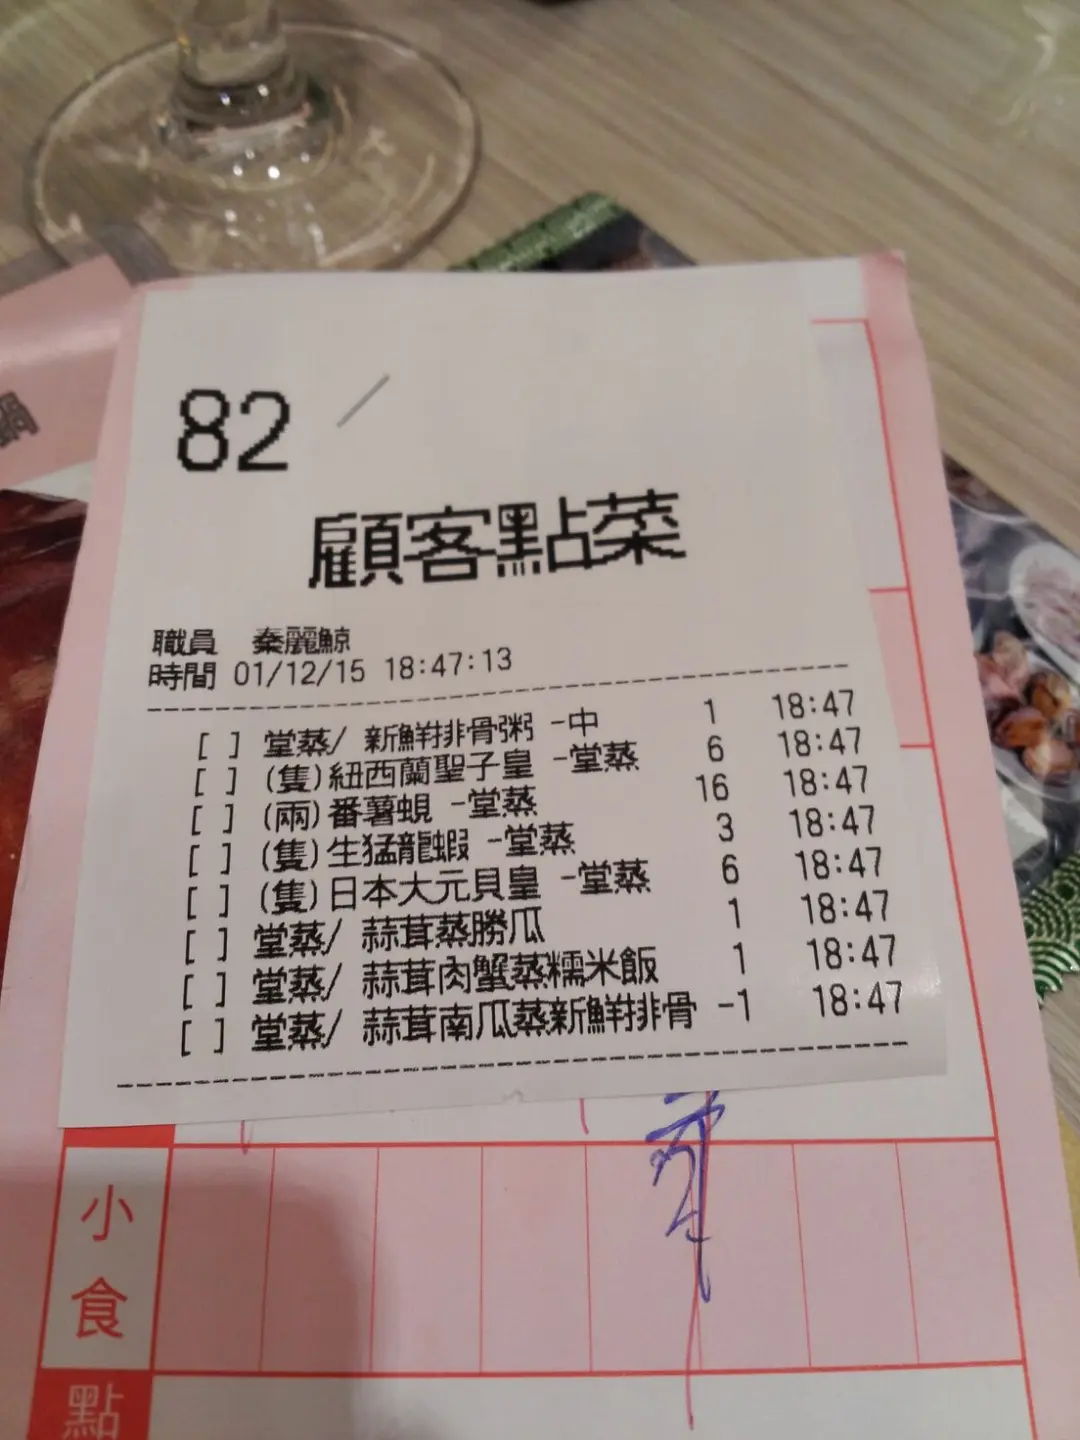 鍋
82
顧客點菜
職員 秦麗鯨
時間 01/12/15 18:47:13
[ ] 堂蒸/ 新鮮排骨粥 -中 1 18:47
[ ] (隻)紐西蘭聖子皇 -堂蒸 6 18:47
[ ] (兩)番薯蜆 -堂蒸 16 18:47
[ ] (隻)生猛龍蝦 -堂蒸 3 18:47
[ ] (隻)日本大元貝皇 -堂蒸 6 18:47
[ ] 堂蒸/ 蒜茸蒸勝瓜 1 18:47
[ ] 堂蒸/ 蒜茸肉蟹蒸糯米飯 1 18:47
[ ] 堂蒸/ 蒜茸南瓜蒸新鮮排骨 -1 18:47
小食
點